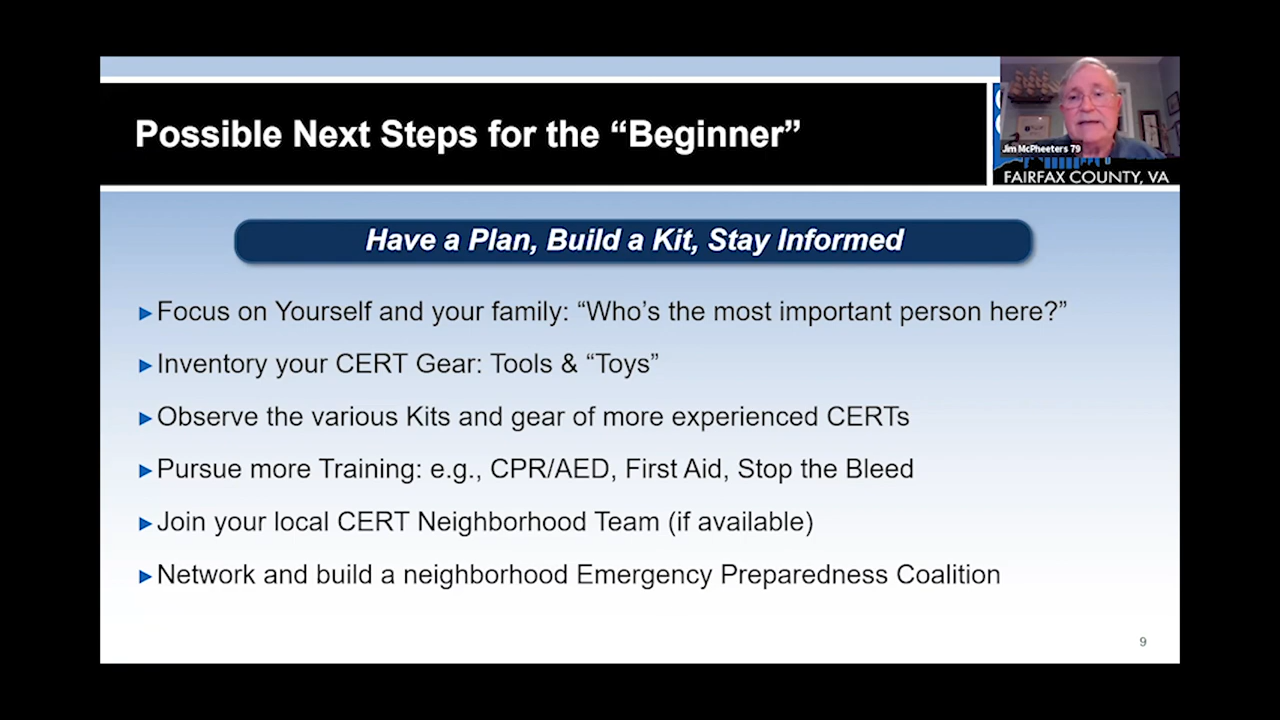 Possible Next Steps for the “Beginner”
Jim McPheeters 79
FAIRFAX COUNTY, VA
Have a Plan, Build a Kit, Stay Informed
Focus on Yourself and your family: “Who’s the most important person here?”
Inventory your CERT Gear: Tools & “Toys”
Observe the various Kits and gear of more experienced CERTs
Pursue more Training: e.g., CPR/AED, First Aid, Stop the Bleed
Join your local CERT Neighborhood Team (if available)
Network and build a neighborhood Emergency Preparedness Coalition
9